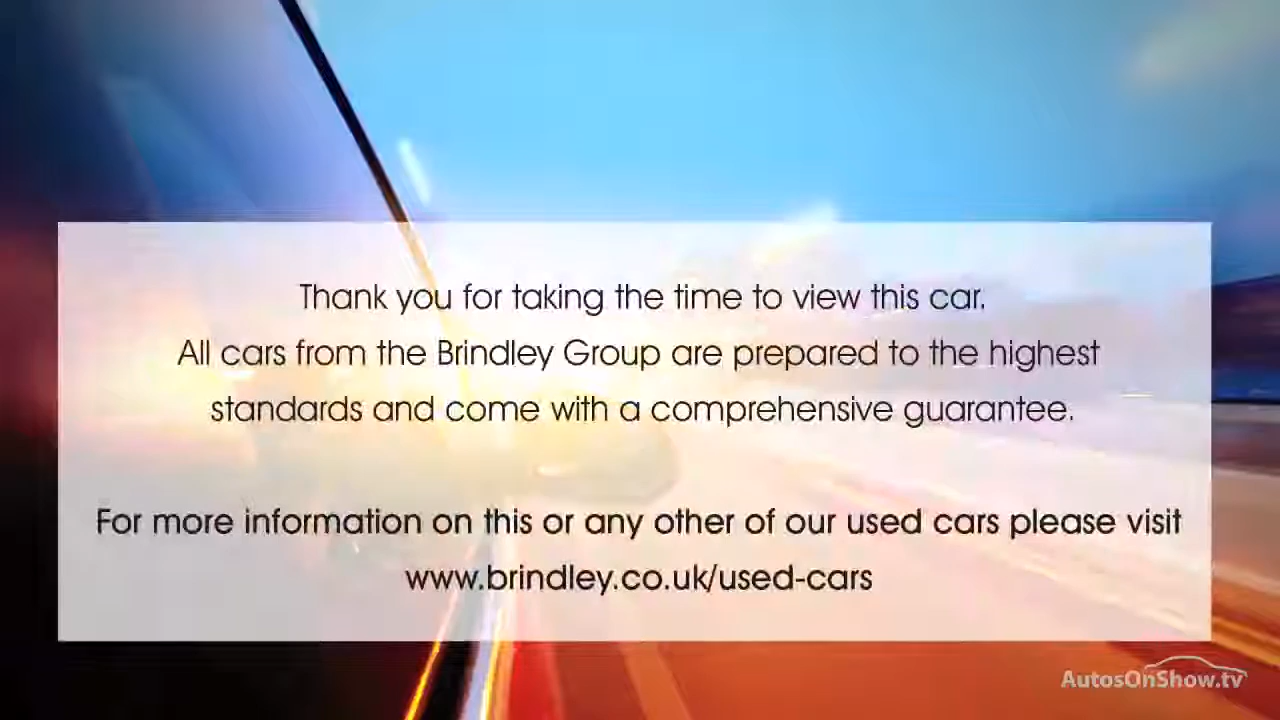 Thank you for taking the time to view this car.
All cars from the Brindley Group are prepared to the highest
standards and come with a comprehensive guarantee.
For more information on this or any other of our used cars please visit
www.brindley.co.uk/used-cars
AutosOnShow.tv